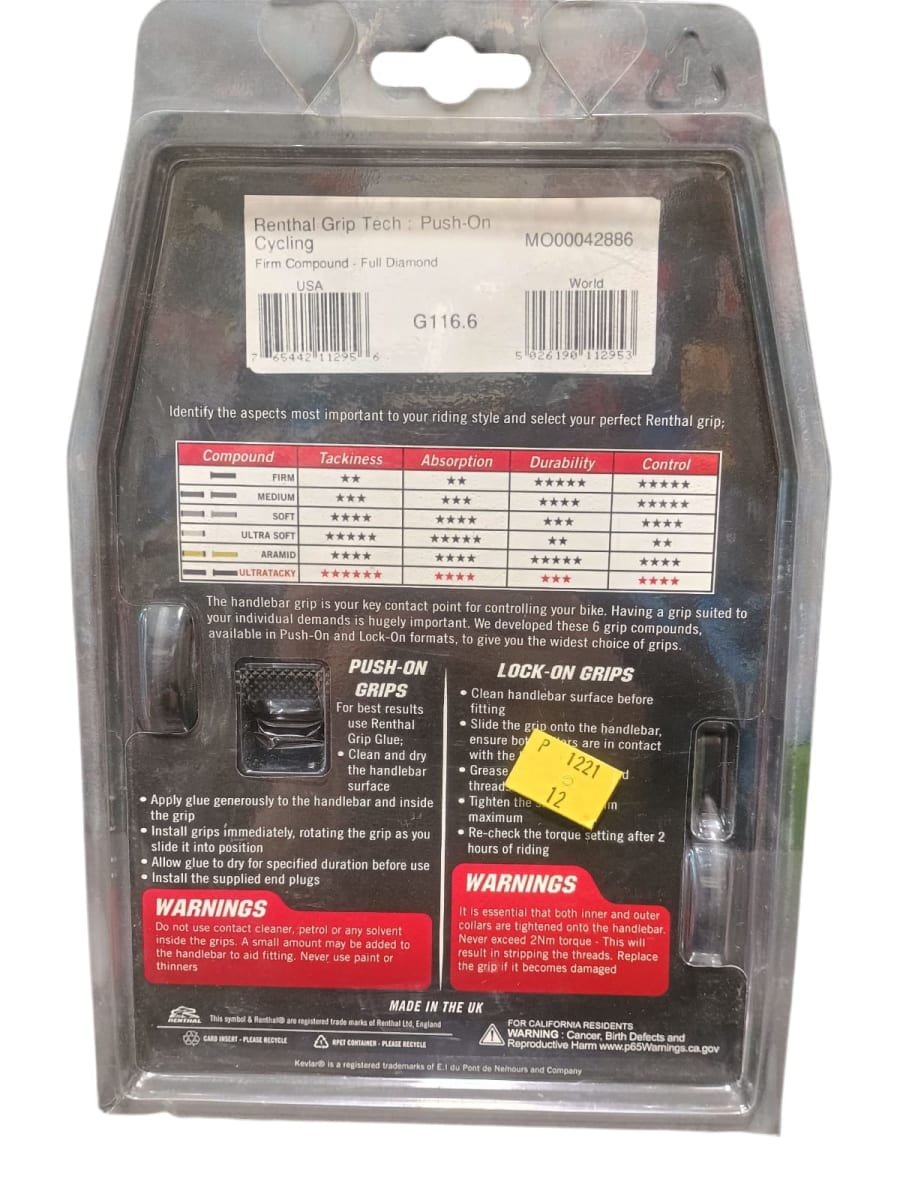 Renthal Grip Tech : Push-On
Cycling
MO00042886
Firm Compound - Full Diamond
USA
World
G116.6
7 65442 11295 6
5 026190 112953
Identify the aspects most important to your riding style and select your perfect Renthal grip;
Compound Tackiness Absorption Durability Control
FIRM ★★ ★★ ★★★★★ ★★★★★
MEDIUM ★★★ ★★★ ★★★★ ★★★★★
SOFT ★★★★ ★★★★ ★★★ ★★★★
ULTRA SOFT ★★★★★ ★★★★★ ★★ ★★
ARAMID ★★★★ ★★★★ ★★★★★ ★★★★
ULTRATACKY ★★★★★★ ★★★★ ★★★ ★★★★
The handlebar grip is your key contact point for controlling your bike. Having a grip suited to
your individual demands is hugely important. We developed these 6 grip compounds,
available in Push-On and Lock-On formats, to give you the widest choice of grips.
PUSH-ON
GRIPS
For best results
use Renthal
Grip Glue;
• Clean and dry
the handlebar
surface
• Apply glue generously to the handlebar and inside
the grip
• Install grips immediately, rotating the grip as you
slide it into position
• Allow glue to dry for specified duration before use
• Install the supplied end plugs
WARNINGS
Do not use contact cleaner, petrol or any solvent
inside the grips. A small amount may be added to
the handlebar to aid fitting. Never use paint or
thinners
LOCK-ON GRIPS
• Clean handlebar surface before
fitting
• Slide the grip onto the handlebar,
ensure are in contact
with the
• Grease
• Tighten the
maximum
• Re-check the torque setting after 2
hours of riding
P 1221
12
WARNINGS
It is essential that both inner and outer
collars are tightened onto the handlebar.
Never exceed 2Nm torque - This will
result in stripping the threads. Replace
the grip if it becomes damaged
MADE IN THE UK
RENTHAL
This symbol & Renthal® are registered trade marks of Renthal Ltd, England
CARD INSERT - PLEASE RECYCLE
RPET CONTAINER - PLEASE RECYCLE
FOR CALIFORNIA RESIDENTS
WARNING : Cancer, Birth Defects and
Reproductive Harm www.p65Warnings.ca.gov
Kevlar® is a registered trademarks of E.I du Pont de Nemours and Company